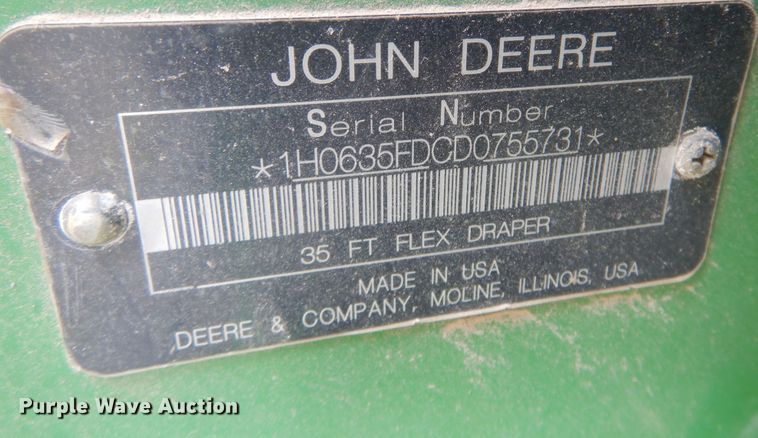 JOHN DEERE
Serial Number
*1H0635FDCD0755731*
35 FT FLEX DRAPER
MADE IN USA
DEERE & COMPANY, MOLINE, ILLINOIS, USA
Purple Wave Auction